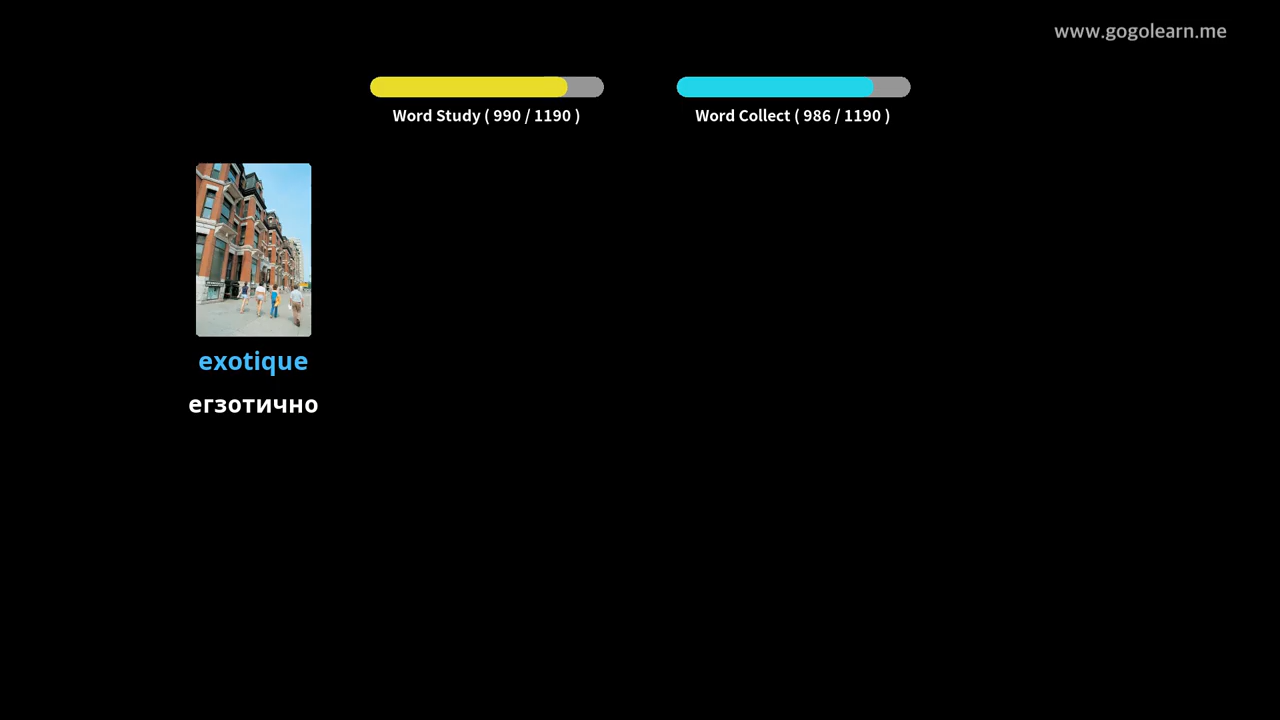 www.gogolearn.me
Word Study ( 990 / 1190 )
Word Collect ( 986 / 1190 )
exotique
егзотично